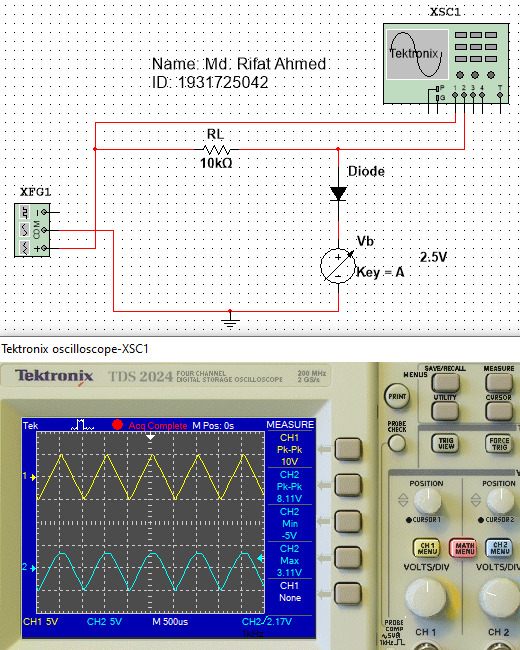 XSC1
Tektronix
P
G
1 2 3 4 T
Name: Md. Rifat Ahmed
ID: 1931725042
RL
10kΩ
Diode
XFG1
COM
Vb
2.5V
Key = A
Tektronix oscilloscope-XSC1
Tektronix TDS 2024 FOUR CHANNEL DIGITAL STORAGE OSCILLOSCOPE 200 MHz 2 GS/s
Tek Acq Complete M Pos: 0s MEASURE
CH1
Pk-Pk
10V
CH2
Pk-Pk
8.11V
CH2
Min
-5V
CH2
Max
3.11V
CH1
None
1
2
CH1 5V CH2 5V M 500us CH2 2.17V
MENUS
SAVE/RECALL
MEASURE
PRINT
UTILITY
CURSOR
PROBE CHECK
TRIG VIEW
FORCE TRIG
POSITION
POSITION
CURSOR 1
CURSOR 2
CH 1 MENU
MATH MENU
CH 2 MENU
VOLTS/DIV
VOLTS/DIV
PROBE COMP
~5V
1kHz
CH 1
CH 2